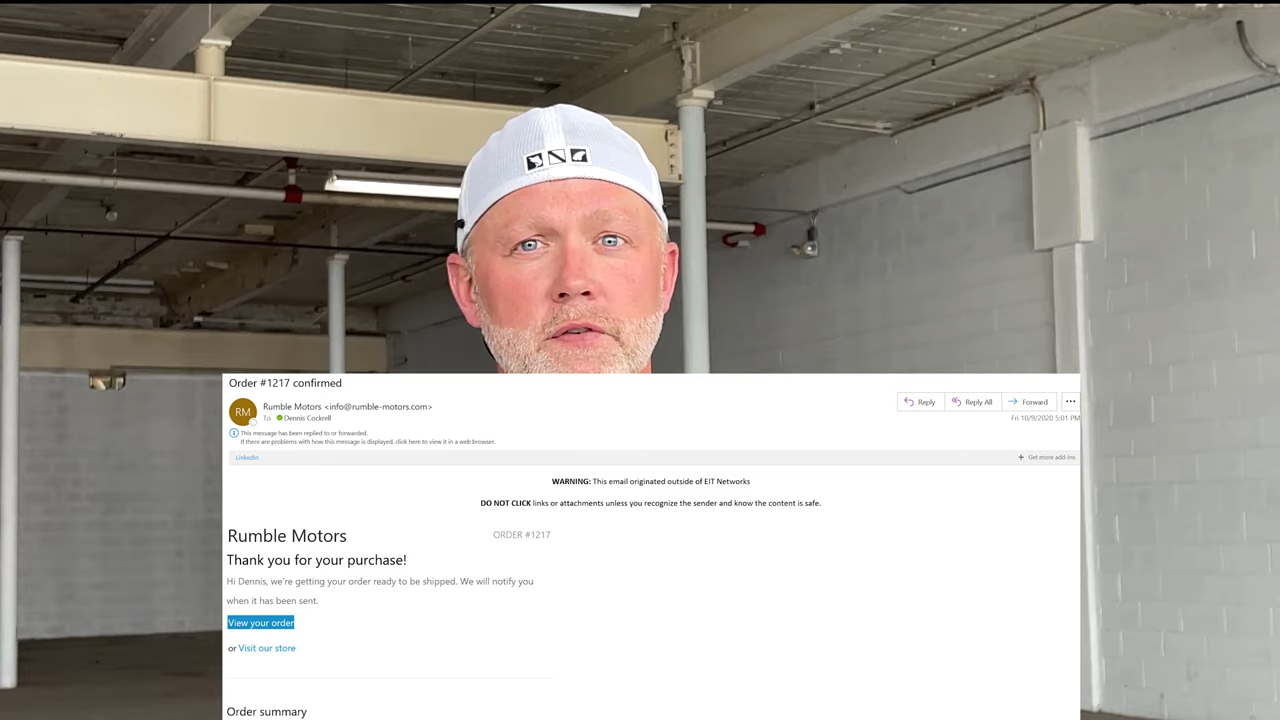 Order #1217 confirmed
RM
Rumble Motors <info@rumble-motors.com>
To Dennis Cockrell
Reply
Reply All
Forward
Fri 10/9/2020 5:01 PM
This message has been replied to or forwarded.
If there are problems with how this message is displayed, click here to view it in a web browser.
LinkedIn
+ Get more add-ins
WARNING: This email originated outside of EIT Networks
DO NOT CLICK links or attachments unless you recognize the sender and know the content is safe.
Rumble Motors
ORDER #1217
Thank you for your purchase!
Hi Dennis, we're getting your order ready to be shipped. We will notify you
when it has been sent.
View your order
or Visit our store
Order summary